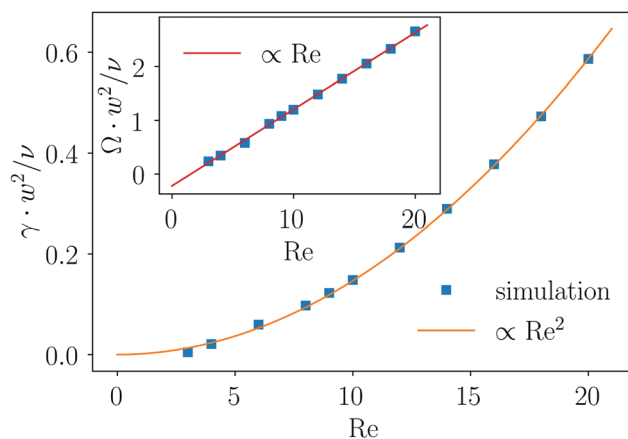 γ · w²/ν
0.6
0.4
0.2
0.0
0
5
10
15
20
Re
Ω · w²/ν
2
1
0
0
10
20
Re
∝ Re
simulation
∝ Re²